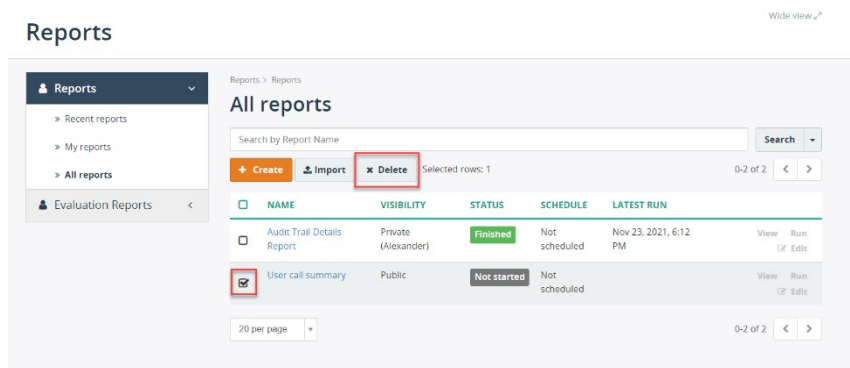 Wide view
Reports
Reports
» Recent reports
» My reports
» All reports
Evaluation Reports
Reports > Reports
All reports
Search by Report Name
Search
+ Create
Import
× Delete
Selected rows: 1
0-2 of 2 < >
NAME VISIBILITY STATUS SCHEDULE LATEST RUN
Audit Trail Details Private Finished Not Nov 23, 2021, 6:12 View Run
Report (Alexander) scheduled PM Edit
User call summary Public Not started Not View Run
scheduled Edit
20 per page
0-2 of 2 < >